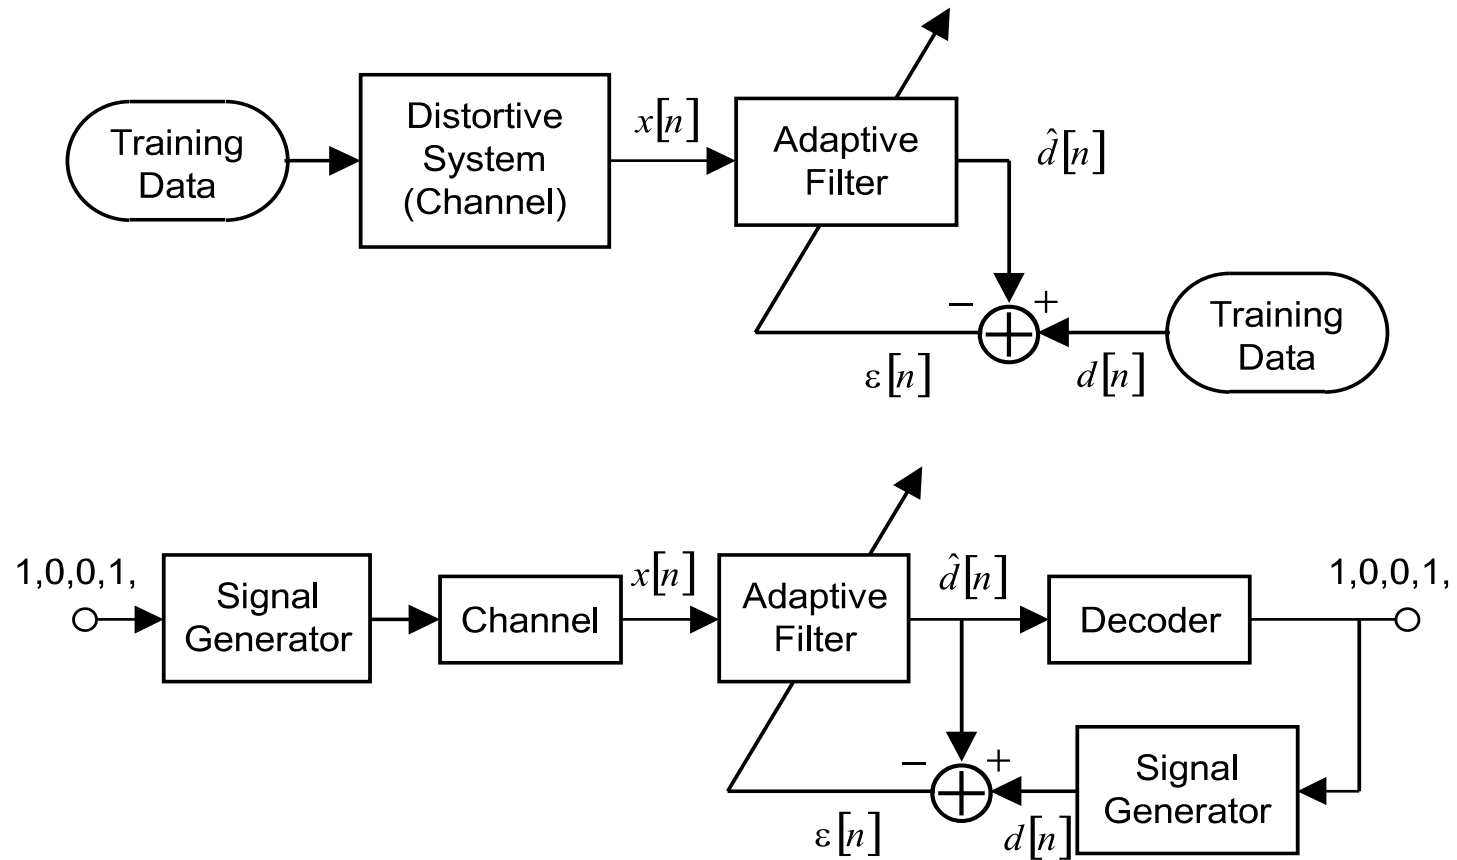 Training
Data
Distortive
System
(Channel)
x[n]
Adaptive
Filter
d̂[n]
− +
Training
Data
ε[n]
d[n]
1,0,0,1,
Signal
Generator
Channel
x[n]
Adaptive
Filter
d̂[n]
Decoder
1,0,0,1,
− +
Signal
Generator
ε[n]
d[n]